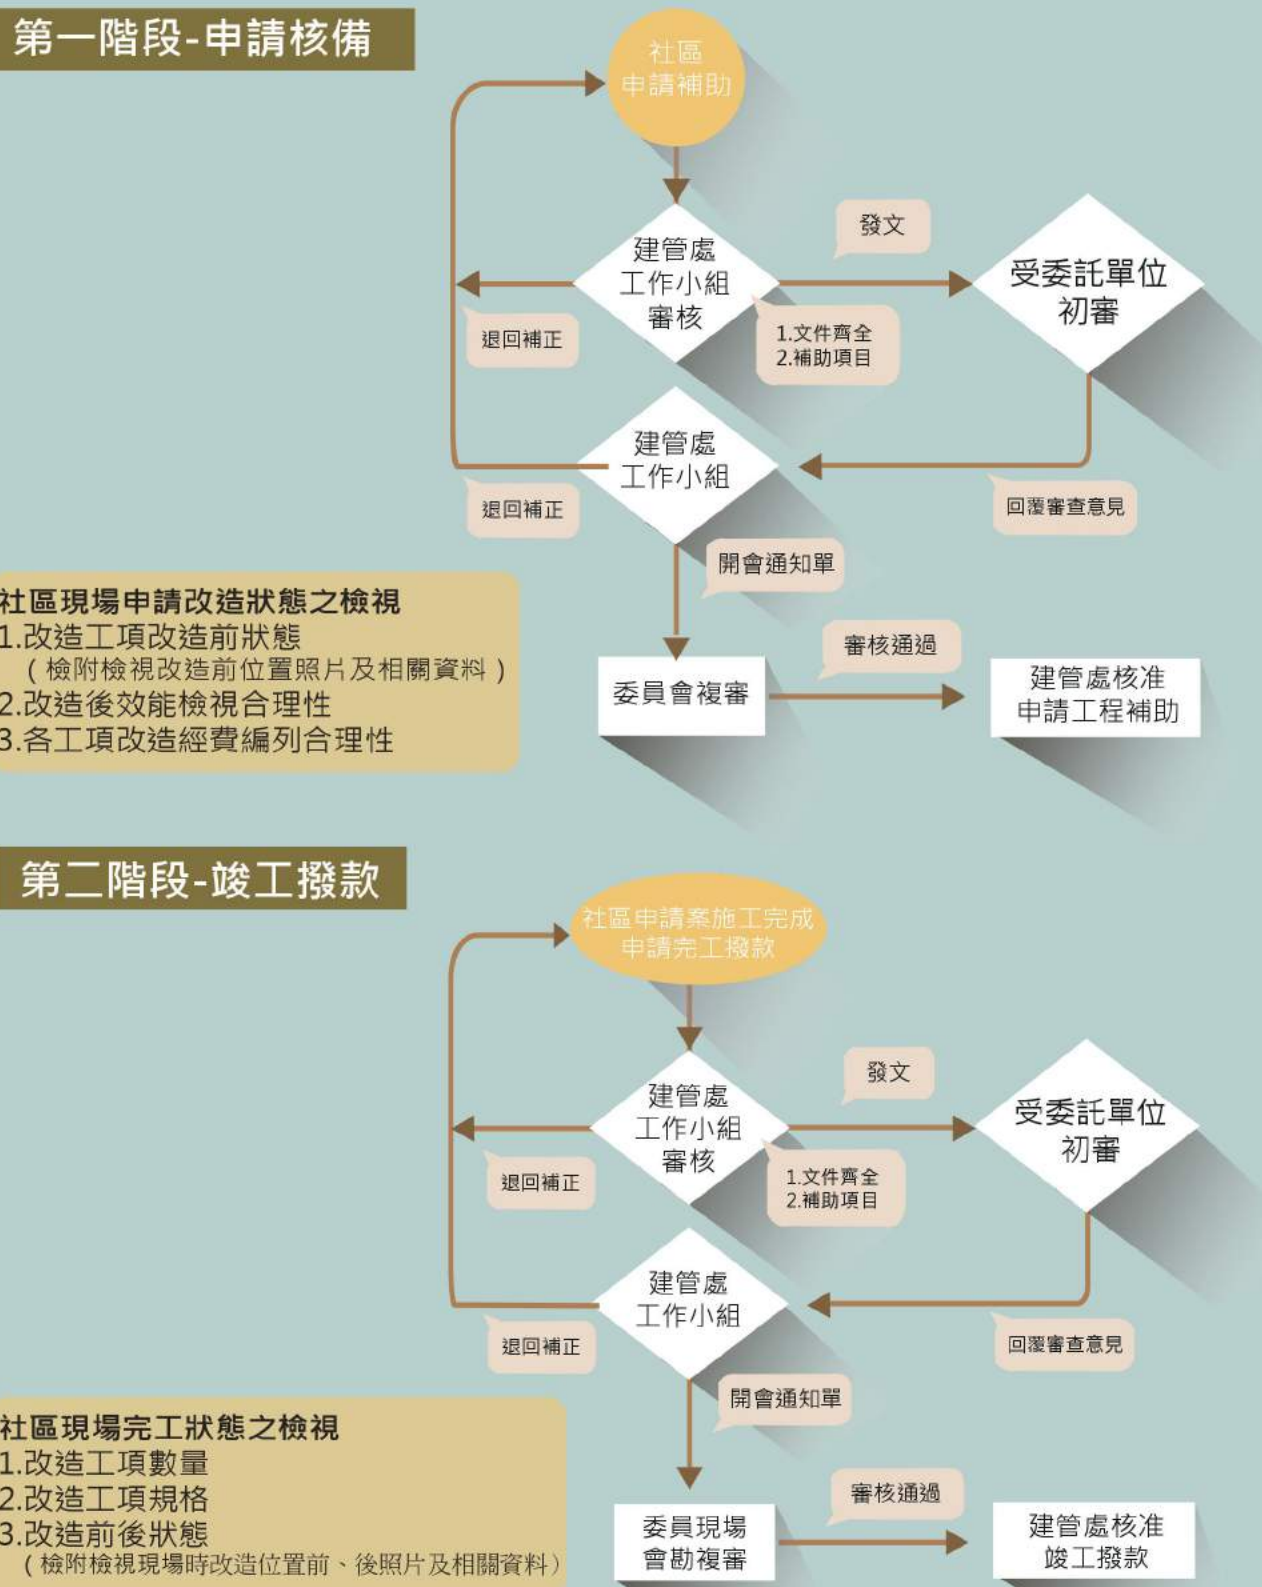 第一階段-申請核備
社區
申請補助
建管處
工作小組
審核
發文
受委託單位
初審
退回補正
1.文件齊全
2.補助項目
建管處
工作小組
退回補正
回覆審查意見
開會通知單
社區現場申請改造狀態之檢視
1.改造工項改造前狀態
(檢附檢視改造前位置照片及相關資料)
2.改造後效能檢視合理性
3.各工項改造經費編列合理性
委員會複審
審核通過
建管處核准
申請工程補助
第二階段-竣工撥款
社區申請案施工完成
申請完工撥款
建管處
工作小組
審核
發文
受委託單位
初審
退回補正
1.文件齊全
2.補助項目
建管處
工作小組
退回補正
回覆審查意見
開會通知單
社區現場完工狀態之檢視
1.改造工項數量
2.改造工項規格
3.改造前後狀態
(檢附檢視現場時改造位置前、後照片及相關資料)
委員現場
會勘複審
審核通過
建管處核准
竣工撥款